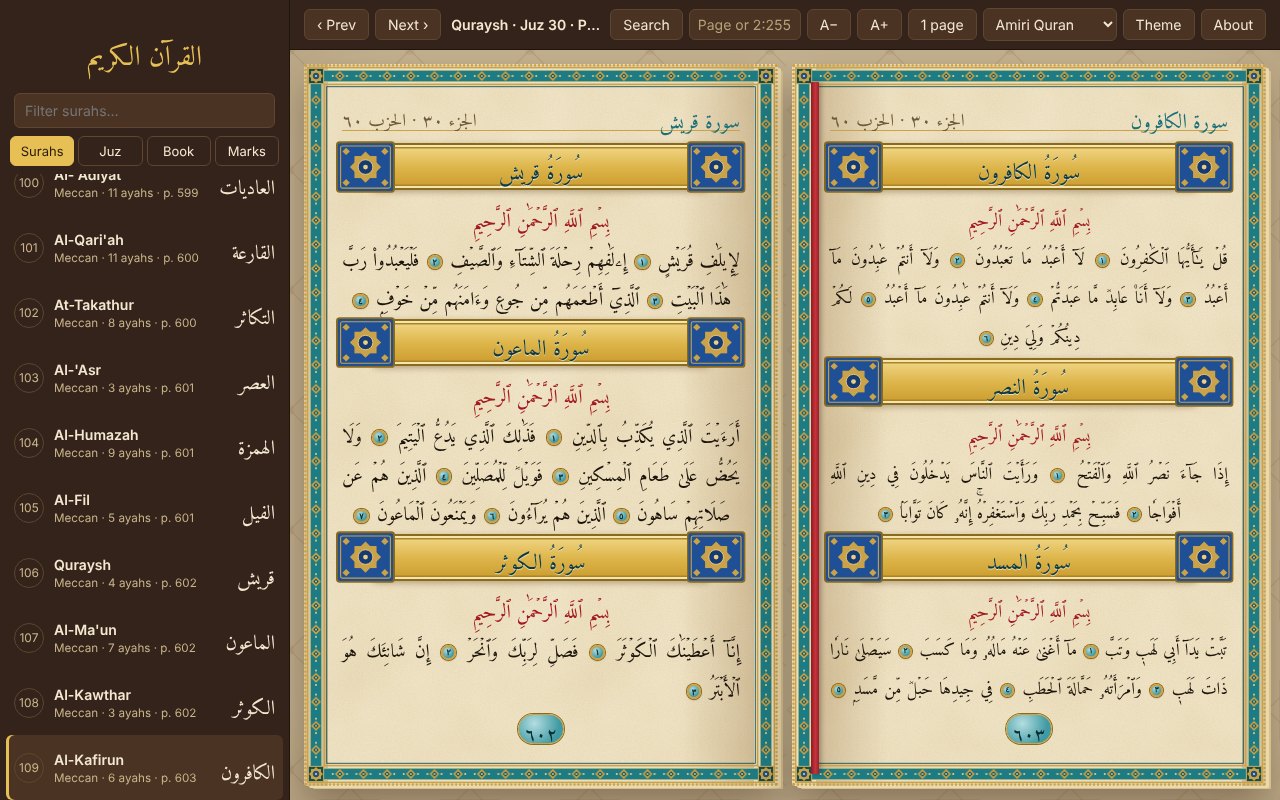 القرآن الكريم
Filter surahs...
Surahs
Juz
Book
Marks
100
Al-'Adiyat
Meccan · 11 ayahs · p. 599
العاديات
101
Al-Qari'ah
Meccan · 11 ayahs · p. 600
القارعة
102
At-Takathur
Meccan · 8 ayahs · p. 600
التكاثر
103
Al-'Asr
Meccan · 3 ayahs · p. 601
العصر
104
Al-Humazah
Meccan · 9 ayahs · p. 601
الهمزة
105
Al-Fil
Meccan · 5 ayahs · p. 601
الفيل
106
Quraysh
Meccan · 4 ayahs · p. 602
قريش
107
Al-Ma'un
Meccan · 7 ayahs · p. 602
الماعون
108
Al-Kawthar
Meccan · 3 ayahs · p. 602
الكوثر
109
Al-Kafirun
Meccan · 6 ayahs · p. 603
الكافرون
‹ Prev
Next ›
Quraysh · Juz 30 · P...
Search
Page or 2:255
A−
A+
1 page
Amiri Quran
Theme
About
سورة قريش
الجزء ٣٠ · الحزب ٦٠
سُورَةُ قريش
بِسْمِ ٱللَّهِ ٱلرَّحْمَٰنِ ٱلرَّحِيمِ
لِإِيلَٰفِ قُرَيْشٍ ١ إِۦلَٰفِهِمْ رِحْلَةَ ٱلشِّتَآءِ وَٱلصَّيْفِ ٢ فَلْيَعْبُدُوا۟ رَبَّ
هَٰذَا ٱلْبَيْتِ ٣ ٱلَّذِىٓ أَطْعَمَهُم مِّن جُوعٍ وَءَامَنَهُم مِّنْ خَوْفٍۭ ٤
سُورَةُ الماعون
بِسْمِ ٱللَّهِ ٱلرَّحْمَٰنِ ٱلرَّحِيمِ
أَرَءَيْتَ ٱلَّذِي يُكَذِّبُ بِٱلدِّينِ ١ فَذَٰلِكَ ٱلَّذِي يَدُعُّ ٱلْيَتِيمَ ٢ وَلَا
يَحُضُّ عَلَىٰ طَعَامِ ٱلْمِسْكِينِ ٣ فَوَيْلٌ لِّلْمُصَلِّينَ ٤ ٱلَّذِينَ هُمْ عَن
صَلَاتِهِمْ سَاهُونَ ٥ ٱلَّذِينَ هُمْ يُرَآءُونَ ٦ وَيَمْنَعُونَ ٱلْمَاعُونَ ٧
سُورَةُ الكوثر
بِسْمِ ٱللَّهِ ٱلرَّحْمَٰنِ ٱلرَّحِيمِ
إِنَّآ أَعْطَيْنَٰكَ ٱلْكَوْثَرَ ١ فَصَلِّ لِرَبِّكَ وَٱنْحَرْ ٢ إِنَّ شَانِئَكَ هُوَ
ٱلْأَبْتَرُ ٣
٦٠٢
سورة الكافرون
الجزء ٣٠ · الحزب ٦٠
سُورَةُ الكافرون
بِسْمِ ٱللَّهِ ٱلرَّحْمَٰنِ ٱلرَّحِيمِ
قُلْ يَٰٓأَيُّهَا ٱلْكَٰفِرُونَ ١ لَآ أَعْبُدُ مَا تَعْبُدُونَ ٢ وَلَآ أَنتُمْ عَٰبِدُونَ مَآ
أَعْبُدُ ٣ وَلَآ أَنَا۠ عَابِدٌ مَّا عَبَدتُّمْ ٤ وَلَآ أَنتُمْ عَٰبِدُونَ مَآ أَعْبُدُ ٥ لَكُمْ
دِينُكُمْ وَلِيَ دِينِ ٦
سُورَةُ النصر
بِسْمِ ٱللَّهِ ٱلرَّحْمَٰنِ ٱلرَّحِيمِ
إِذَا جَآءَ نَصْرُ ٱللَّهِ وَٱلْفَتْحُ ١ وَرَأَيْتَ ٱلنَّاسَ يَدْخُلُونَ فِي دِينِ ٱللَّهِ
أَفْوَاجًا ٢ فَسَبِّحْ بِحَمْدِ رَبِّكَ وَٱسْتَغْفِرْهُۚ إِنَّهُۥ كَانَ تَوَّابًۢا ٣
سُورَةُ المسد
بِسْمِ ٱللَّهِ ٱلرَّحْمَٰنِ ٱلرَّحِيمِ
تَبَّتْ يَدَآ أَبِي لَهَبٍ وَتَبَّ ١ مَآ أَغْنَىٰ عَنْهُ مَالُهُۥ وَمَا كَسَبَ ٢ سَيَصْلَىٰ نَارًا
ذَاتَ لَهَبٍ ٣ وَٱمْرَأَتُهُۥ حَمَّالَةَ ٱلْحَطَبِ ٤ فِي جِيدِهَا حَبْلٌ مِّن مَّسَدٍۭ ٥
٦٠٣